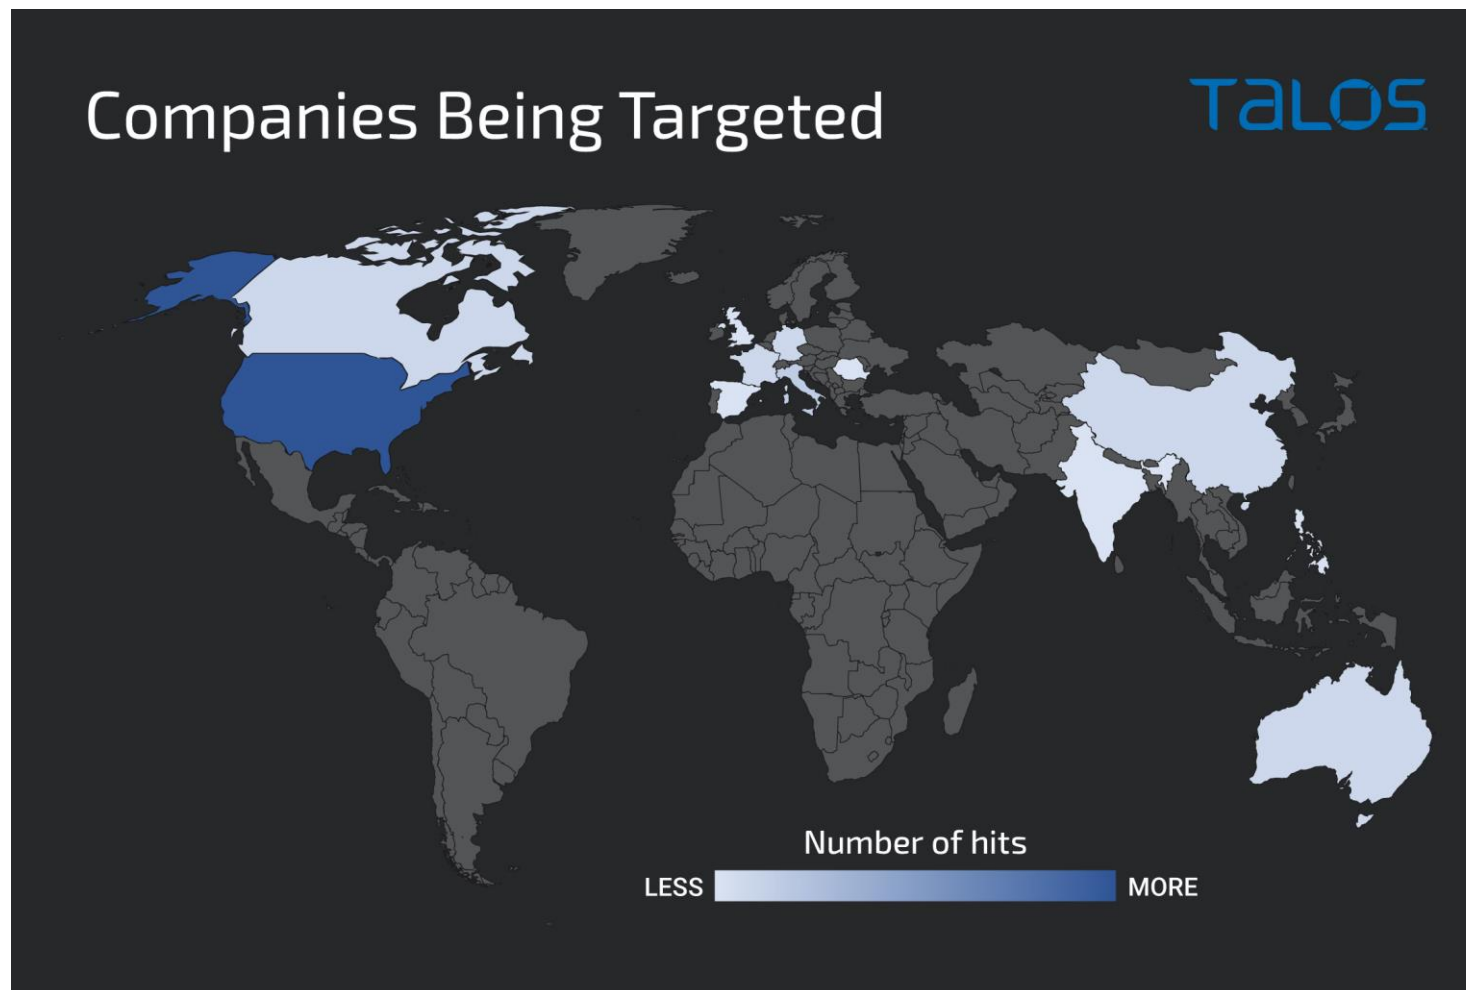 Companies Being Targeted
TaLOS
Number of hits
LESS
MORE